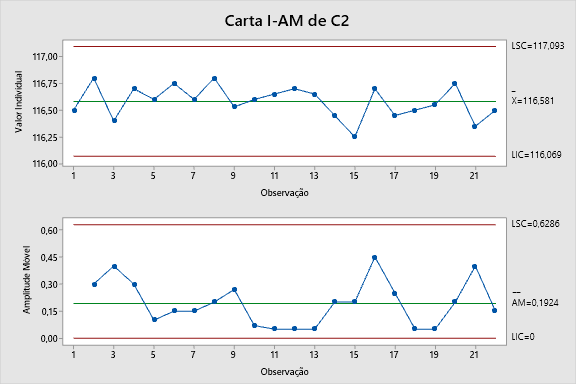 Carta I-AM de C2
Valor Individual
117,00
116,75
116,50
116,25
116,00
1 3 5 7 9 11 13 15 17 19 21
Observação
LSC=117,093
_
X=116,581
LIC=116,069
Amplitude Móvel
0,60
0,45
0,30
0,15
0,00
1 3 5 7 9 11 13 15 17 19 21
Observação
LSC=0,6286
__
AM=0,1924
LIC=0